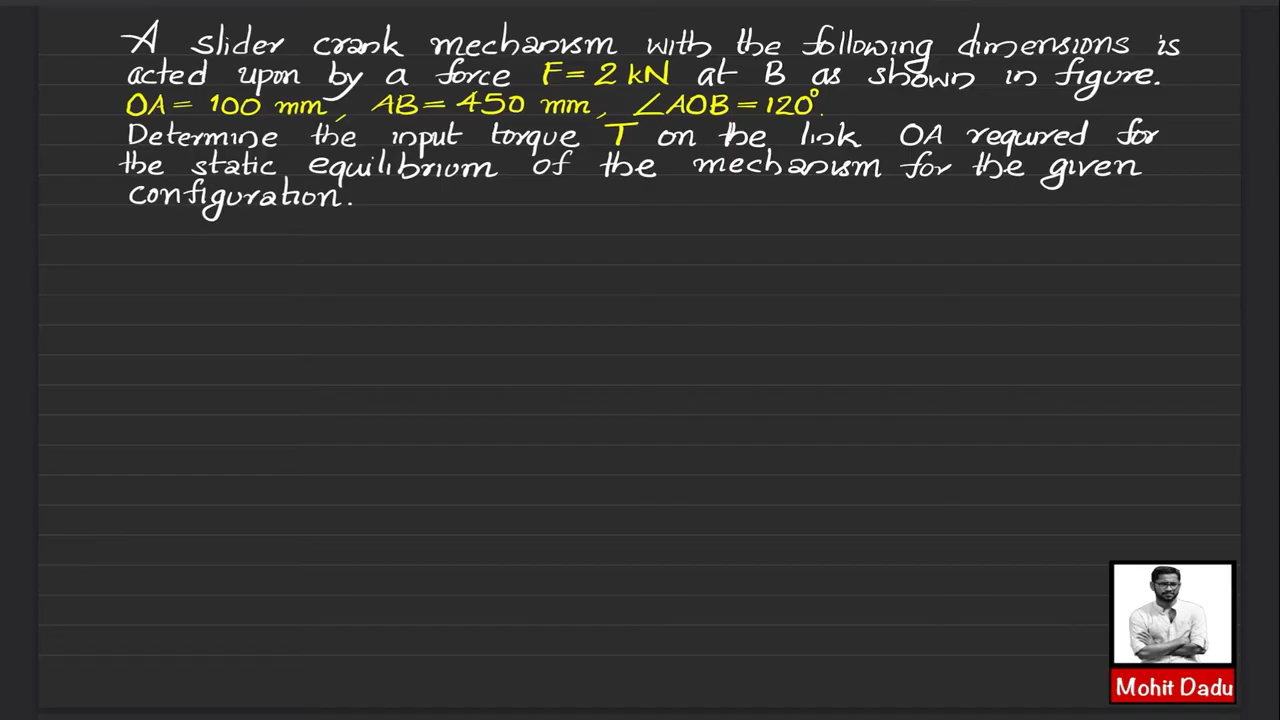 A slider crank mechanism with the following dimensions is
acted upon by a force F = 2 kN at B as shown in figure.
OA = 100 mm, AB = 450 mm, ∠AOB = 120°.
Determine the input torque T on the link OA required for
the static equilibrium of the mechanism for the given
configuration.
Mohit Dadu